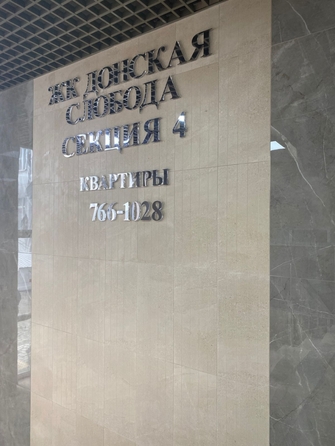 ЖК ДОНСКАЯ
СЛОБОДА
СЕКЦИЯ 4
КВАРТИРЫ
766-1028